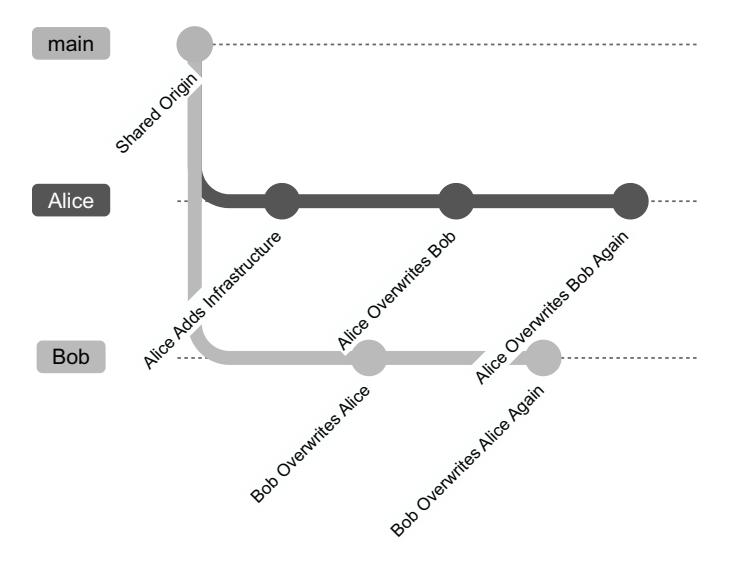 main
Shared Origin
Alice
Alice Adds Infrastructure
Alice Overwrites Bob
Alice Overwrites Bob Again
Bob
Bob Overwrites Alice
Bob Overwrites Alice Again